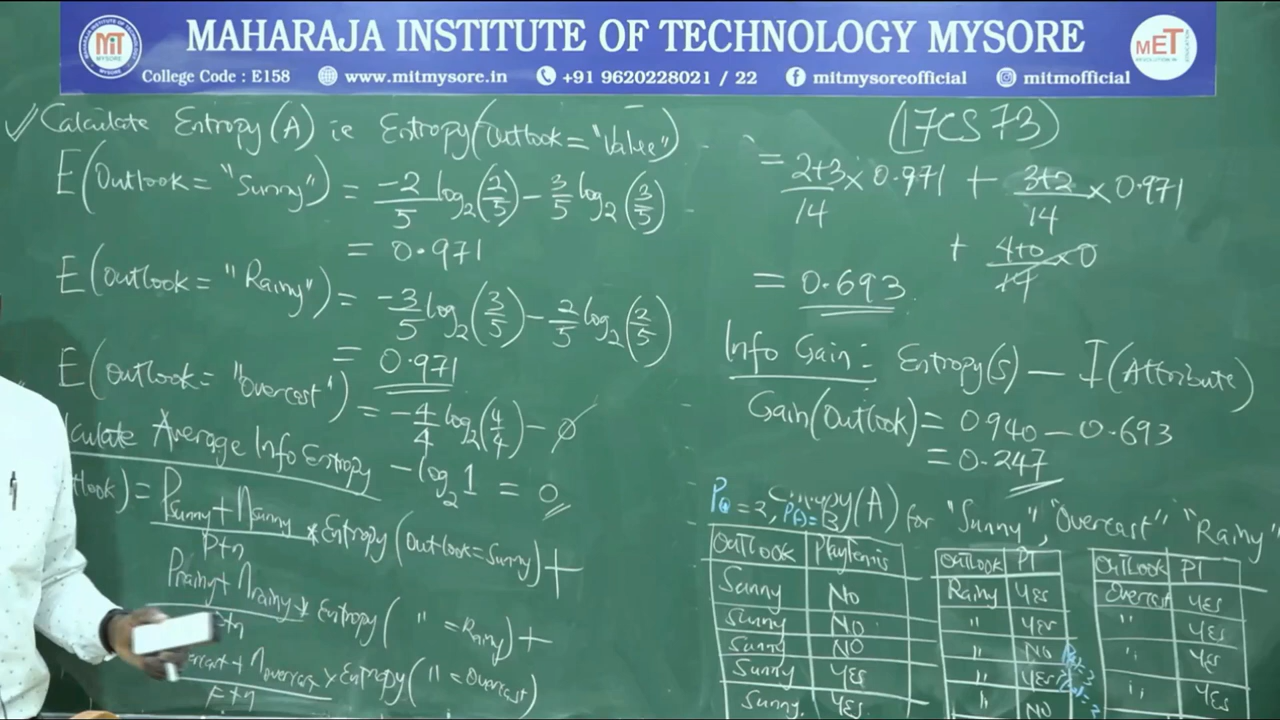 MAHARAJA INSTITUTE OF TECHNOLOGY MYSORE
MIT MYSORE
MET
College Code : E158 www.mitmysore.in +91 9620228021 / 22 mitmysoreofficial mitmofficial
Calculate Entropy(A) ie Entropy(Outlook = "Value")
E(Outlook = "Sunny") = -2/5 log2(2/5) - 3/5 log2(3/5)
= 0.971
E(Outlook = "Rainy") = -3/5 log2(3/5) - 2/5 log2(2/5)
= 0.971
E(Outlook = "Overcast") = -4/4 log2(4/4) - 0
- log2 1 = 0
Average Info Entropy
= Psunny + nsunny / p+n * Entropy(Outlook = Sunny) +
Prainy + nrainy * Entropy( " = Rainy) +
novercast × Entropy( " = Overcast)
(17CS73)
= 2+3/14 × 0.971 + 3+2/14 × 0.971
+ 4+0/14 × 0
= 0.693
Info Gain: Entropy(S) - I(Attribute)
Gain(Outlook) = 0.940 - 0.693
= 0.247
Entropy(A) for "Sunny", "Overcast" "Rainy"
Outlook PlayTennis
Sunny NO
Sunny NO
Sunny NO
Sunny YES
Sunny YES
Outlook PT
Rainy YES
" YES
" NO
" YES
" NO
Outlook PT
Overcast YES
" YES
" YES
" YES